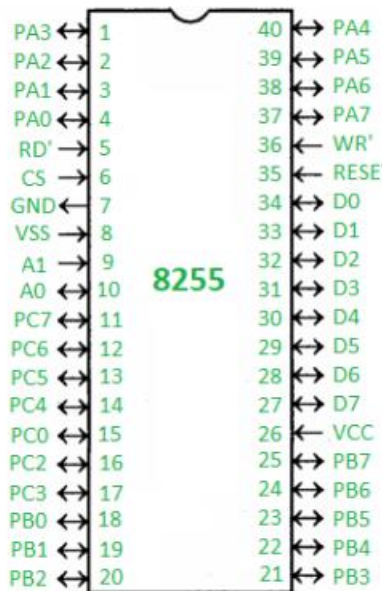 PA3 1 40 PA4
PA2 2 39 PA5
PA1 3 38 PA6
PA0 4 37 PA7
RD' 5 36 WR'
CS 6 35 RESE
GND 7 34 D0
VSS 8 33 D1
A1 9 32 D2
A0 10 31 D3
8255
PC7 11 30 D4
PC6 12 29 D5
PC5 13 28 D6
PC4 14 27 D7
PC0 15 26 VCC
PC2 16 25 PB7
PC3 17 24 PB6
PB0 18 23 PB5
PB1 19 22 PB4
PB2 20 21 PB3